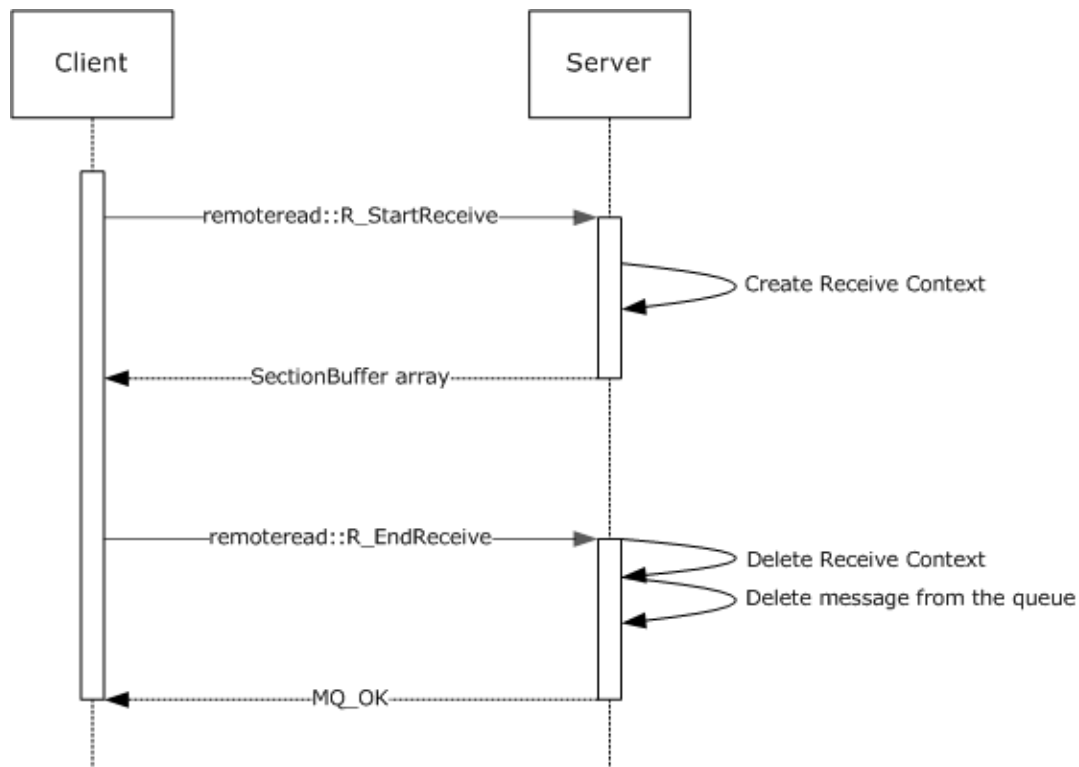 Client
Server
remoteread::R_StartReceive
Create Receive Context
SectionBuffer array
remoteread::R_EndReceive
Delete Receive Context
Delete message from the queue
MQ_OK